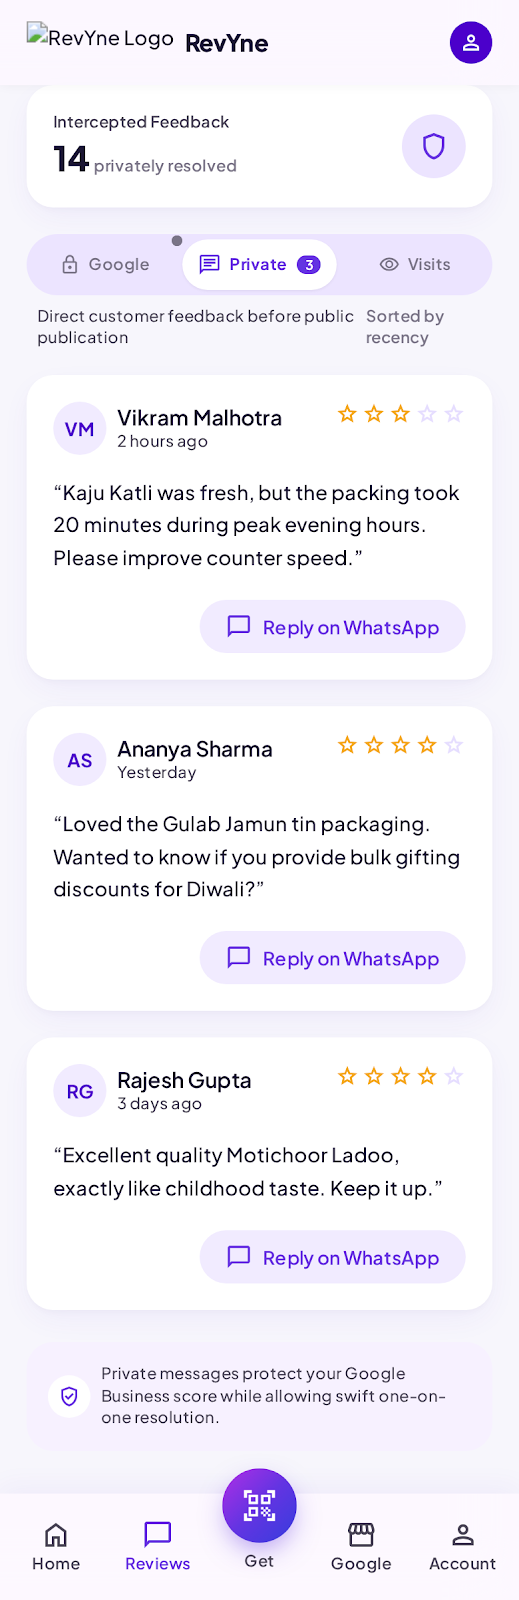 RevYne Logo RevYne
Intercepted Feedback
14 privately resolved
Google
Private 3
Visits
Direct customer feedback before public
publication
Sorted by
recency
VM
Vikram Malhotra
2 hours ago
“Kaju Katli was fresh, but the packing took
20 minutes during peak evening hours.
Please improve counter speed.”
Reply on WhatsApp
AS
Ananya Sharma
Yesterday
“Loved the Gulab Jamun tin packaging.
Wanted to know if you provide bulk gifting
discounts for Diwali?”
Reply on WhatsApp
RG
Rajesh Gupta
3 days ago
“Excellent quality Motichoor Ladoo,
exactly like childhood taste. Keep it up.”
Reply on WhatsApp
Private messages protect your Google
Business score while allowing swift one-on-
one resolution.
Home
Reviews
Get
Google
Account